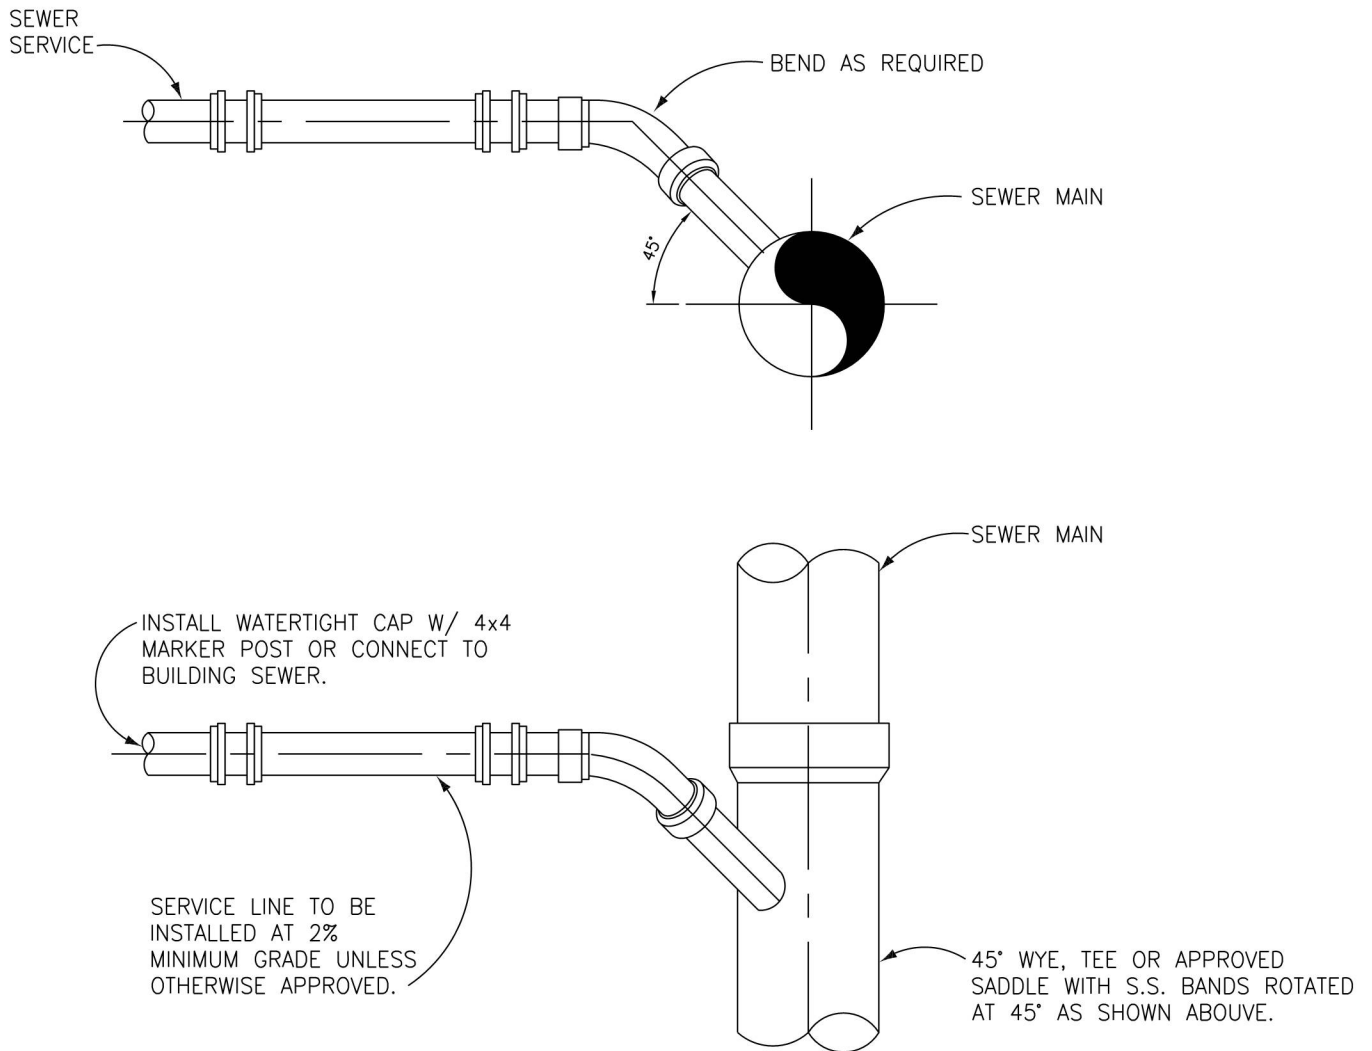 SEWER
SERVICE
BEND AS REQUIRED
SEWER MAIN
45°
SEWER MAIN
INSTALL WATERTIGHT CAP W/ 4x4
MARKER POST OR CONNECT TO
BUILDING SEWER.
SERVICE LINE TO BE
INSTALLED AT 2%
MINIMUM GRADE UNLESS
OTHERWISE APPROVED.
45° WYE, TEE OR APPROVED
SADDLE WITH S.S. BANDS ROTATED
AT 45° AS SHOWN ABOUVE.